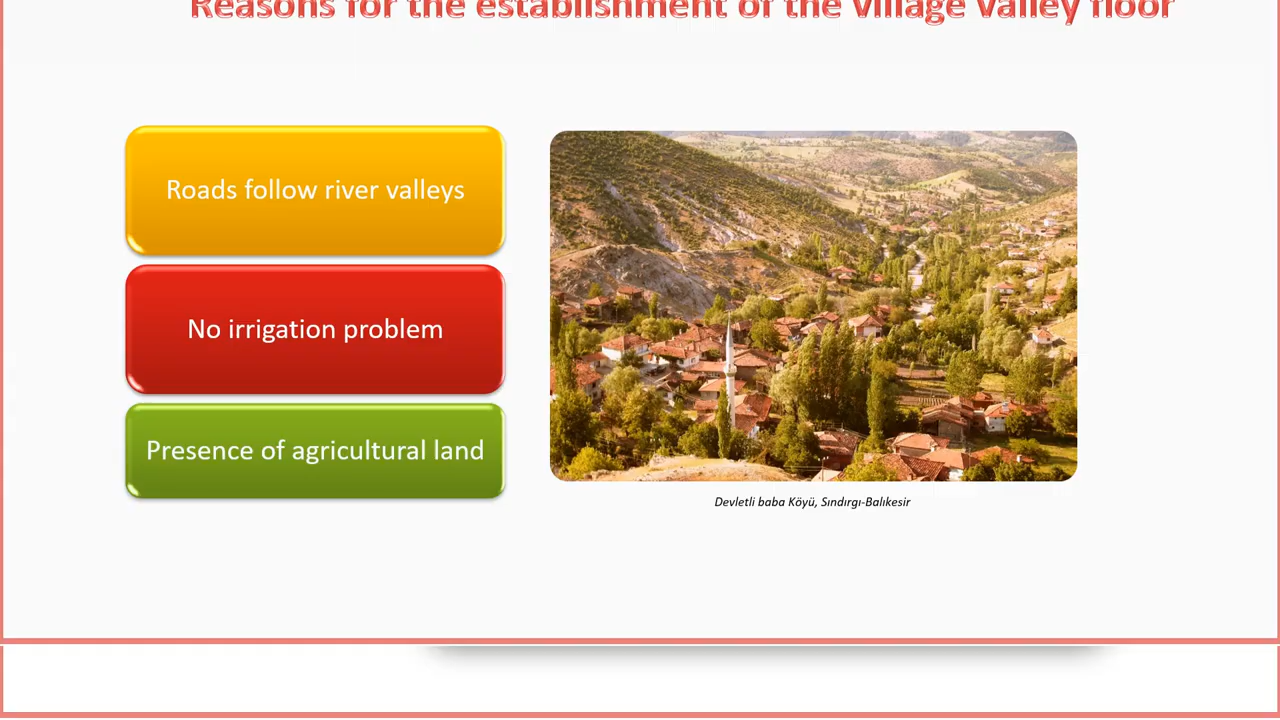 Reasons for the establishment of the village valley floor
Roads follow river valleys
No irrigation problem
Presence of agricultural land
Devletli baba Köyü, Sındırgı-Balıkesir